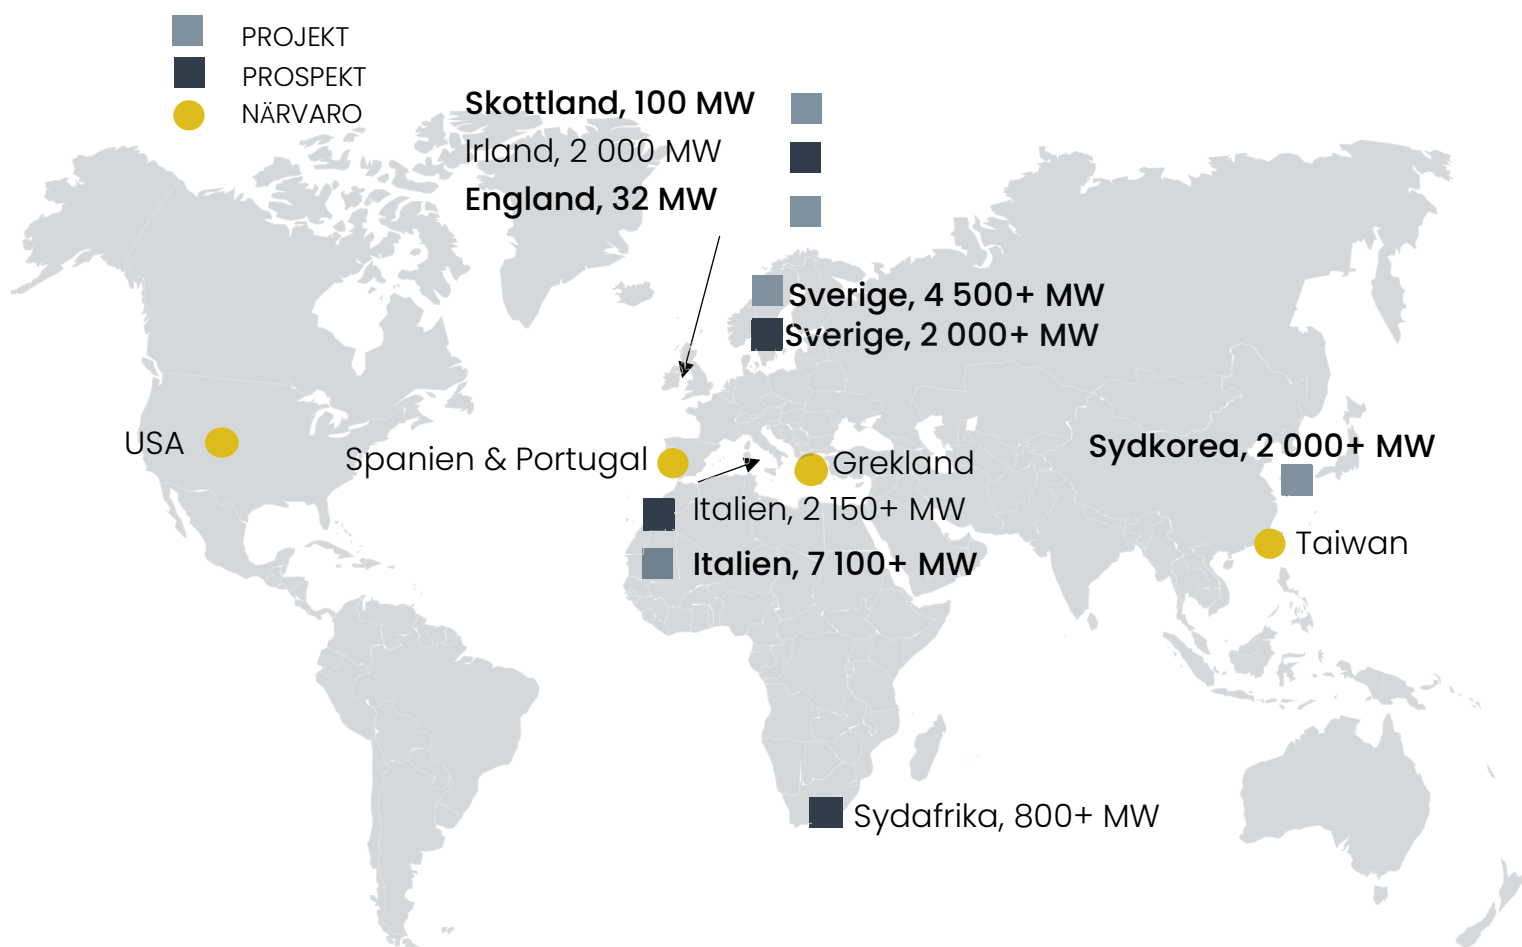 PROJEKT
PROSPEKT
NÄRVARO
Skottland, 100 MW
Irland, 2 000 MW
England, 32 MW
Sverige, 4 500+ MW
Sverige, 2 000+ MW
USA
Spanien & Portugal
Grekland
Sydkorea, 2 000+ MW
Italien, 2 150+ MW
Italien, 7 100+ MW
Taiwan
Sydafrika, 800+ MW